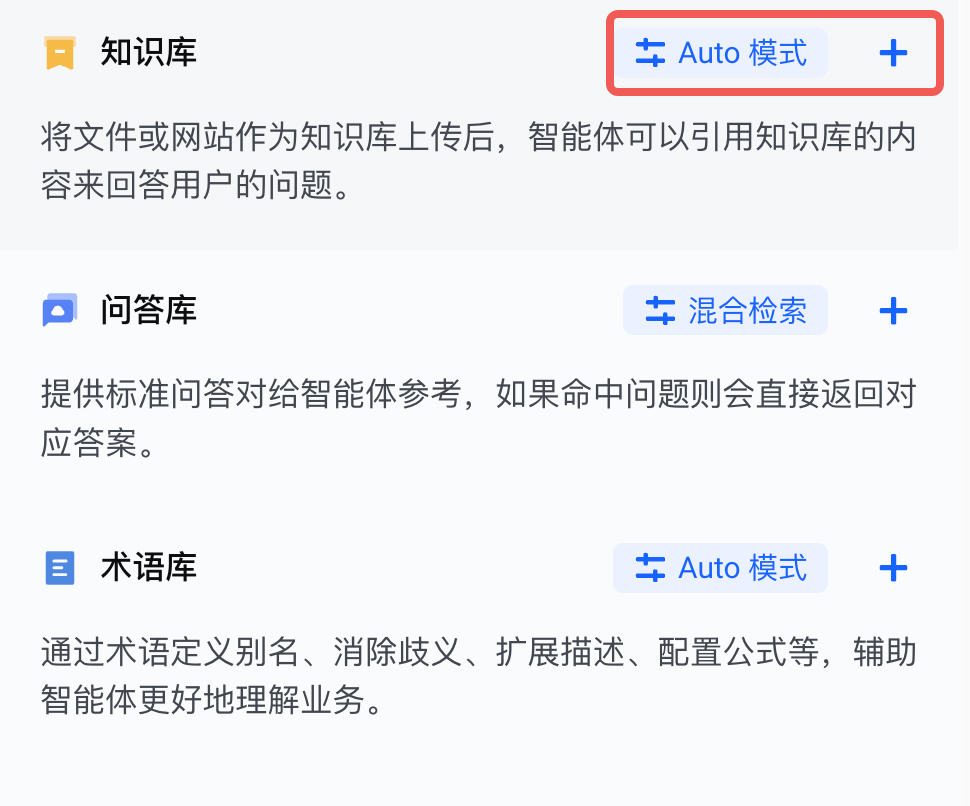 知识库
Auto 模式
将文件或网站作为知识库上传后，智能体可以引用知识库的内
容来回答用户的问题。
问答库
混合检索
提供标准问答对给智能体参考，如果命中问题则会直接返回对
应答案。
术语库
Auto 模式
通过术语定义别名、消除歧义、扩展描述、配置公式等，辅助
智能体更好地理解业务。